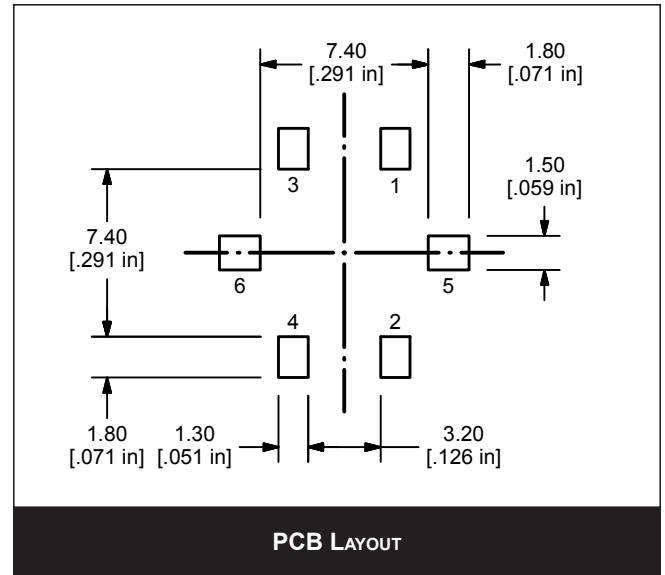 7.40
[.291 in]
1.80
[.071 in]
3
1
1.50
[.059 in]
7.40
[.291 in]
6
5
4
2
1.80
[.071 in]
1.30
[.051 in]
3.20
[.126 in]
PCB LAYOUT